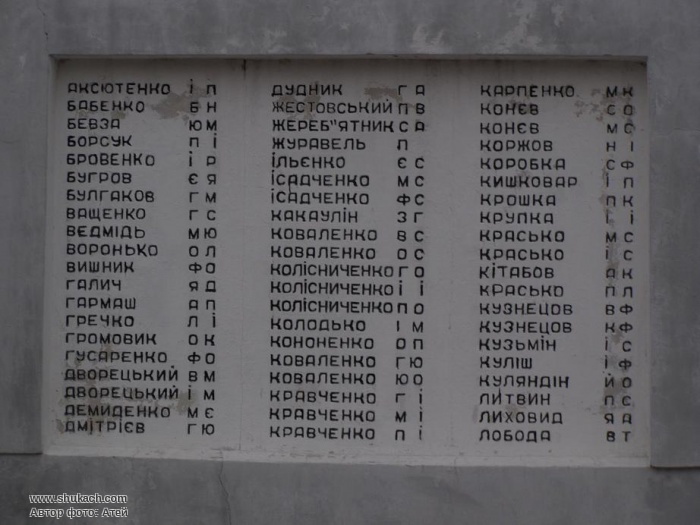 АКСЮТЕНКО І П
БАБЕНКО Б Н
БЕВЗА Ю М
БОРСУК П І
БРОВЕНКО І Р
БУГРОВ Є Я
БУЛГАКОВ Г М
ВАЩЕНКО Г С
ВЕДМІДЬ М Ю
ВОРОНЬКО О Л
ВИШНИК Ф О
ГАЛИЧ Я Д
ГАРМАШ А П
ГРЕЧКО Л І
ГРОМОВИК О К
ГУСАРЕНКО Ф О
ДВОРЕЦЬКИЙ В М
ДВОРЕЦЬКИЙ І М
ДЕМИДЕНКО М Є
ДМІТРІЄВ Г Ю
ДУДНИК Г А
ЖЕСТОВСЬКИЙ П В
ЖЕРЕБ"ЯТНИК С А
ЖУРАВЕЛЬ П
ІЛЬЄНКО Є С
ІСАДЧЕНКО М С
ІСАДЧЕНКО Ф С
КАКАУЛІН З Г
КОВАЛЕНКО В С
КОВАЛЕНКО О С
КОЛІСНИЧЕНКО Г О
КОЛІСНИЧЕНКО І І
КОЛІСНИЧЕНКО П О
КОЛОДЬКО І М
КОНОНЕНКО О П
КОВАЛЕНКО Г Ю
КОВАЛЕНКО Ю О
КРАВЧЕНКО Г І
КРАВЧЕНКО М І
КРАВЧЕНКО П І
КАРПЕНКО М К
КОНЄВ Є О
КОНЄВ М С
КОРЖОВ Н І
КОРОБКА С Ф
КИШКОВАР І П
КРОШКА П К
КРУПКА І І
КРАСЬКО М С
КРАСЬКО І С
КІТАБОВ А К
КРАСЬКО П Л
КУЗНЕЦОВ В Ф
КУЗНЕЦОВ К Ф
КУЗЬМІН І С
КУЛІШ І Ф
КУЛЯНДІН Й О
ЛИТВИН П Є
ЛИХОВИД Я А
ЛОБОДА В Т
www.shukach.com
Автор фото: Атей